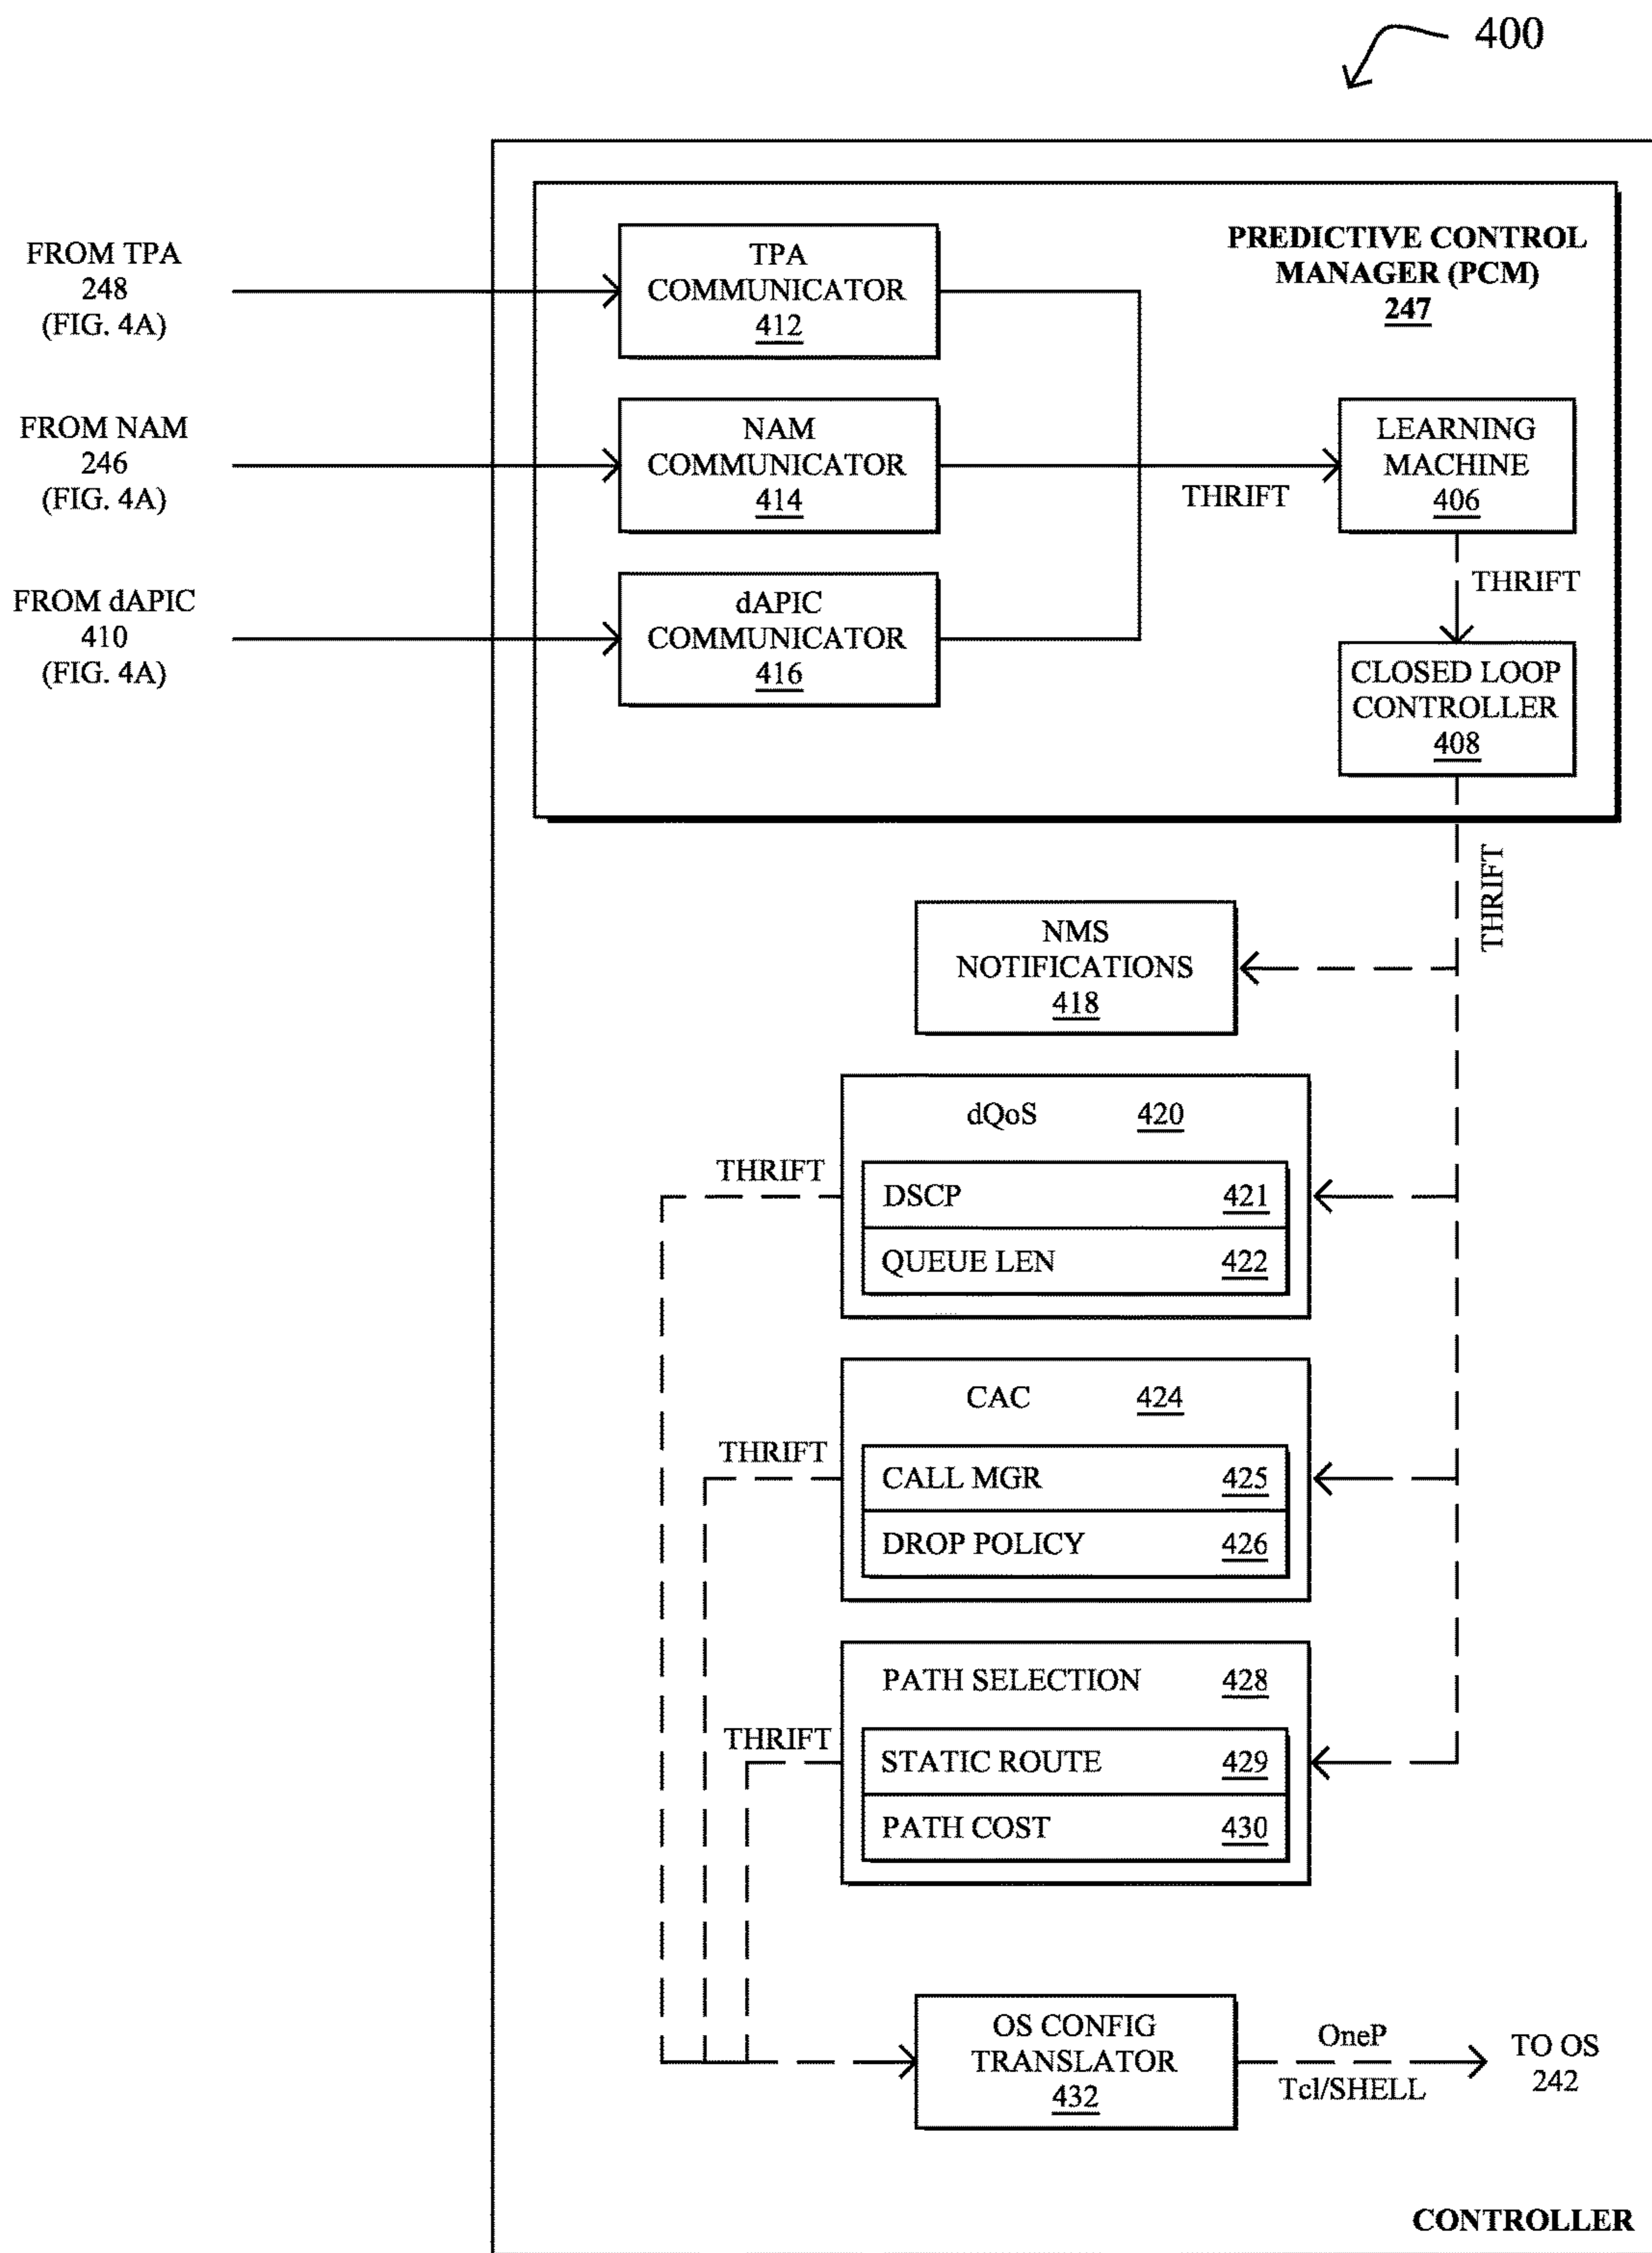 400
FROM TPA
248
(FIG. 4A)
TPA
COMMUNICATOR
412
PREDICTIVE CONTROL
MANAGER (PCM)
247
FROM NAM
246
(FIG. 4A)
NAM
COMMUNICATOR
414
THRIFT
LEARNING
MACHINE
406
THRIFT
FROM dAPIC
410
(FIG. 4A)
dAPIC
COMMUNICATOR
416
CLOSED LOOP
CONTROLLER
408
THRIFT
NMS
NOTIFICATIONS
418
dQoS 420
THRIFT
DSCP 421
QUEUE LEN 422
CAC 424
THRIFT
CALL MGR 425
DROP POLICY 426
PATH SELECTION 428
THRIFT
STATIC ROUTE 429
PATH COST 430
OS CONFIG
TRANSLATOR
432
OneP
Tcl/SHELL
TO OS
242
CONTROLLER